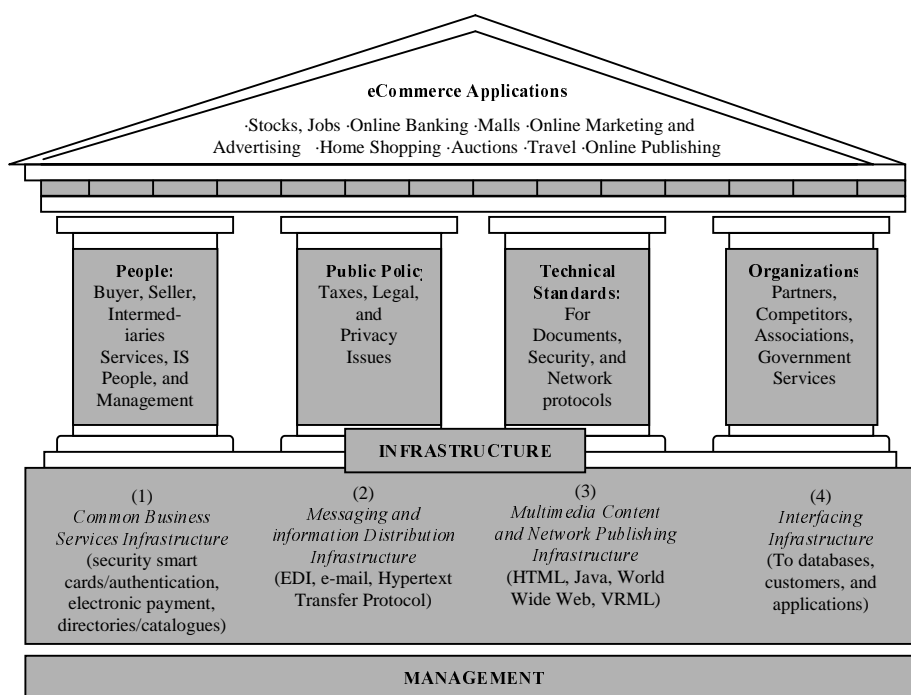 eCommerce Applications
·Stocks, Jobs ·Online Banking ·Malls ·Online Marketing and
Advertising ·Home Shopping ·Auctions ·Travel ·Online Publishing
People:
Buyer, Seller,
Intermed-
iaries
Services, IS
People, and
Management
Public Policy
Taxes, Legal,
and
Privacy
Issues
Technical
Standards:
For
Documents,
Security, and
Network
protocols
Organizations
Partners,
Competitors,
Associations,
Government
Services
INFRASTRUCTURE
(1)
Common Business
Services Infrastructure
(security smart
cards/authentication,
electronic payment,
directories/catalogues)
(2)
Messaging and
information Distribution
Infrastructure
(EDI, e-mail, Hypertext
Transfer Protocol)
(3)
Multimedia Content
and Network Publishing
Infrastructure
(HTML, Java, World
Wide Web, VRML)
(4)
Interfacing
Infrastructure
(To databases,
customers, and
applications)
MANAGEMENT